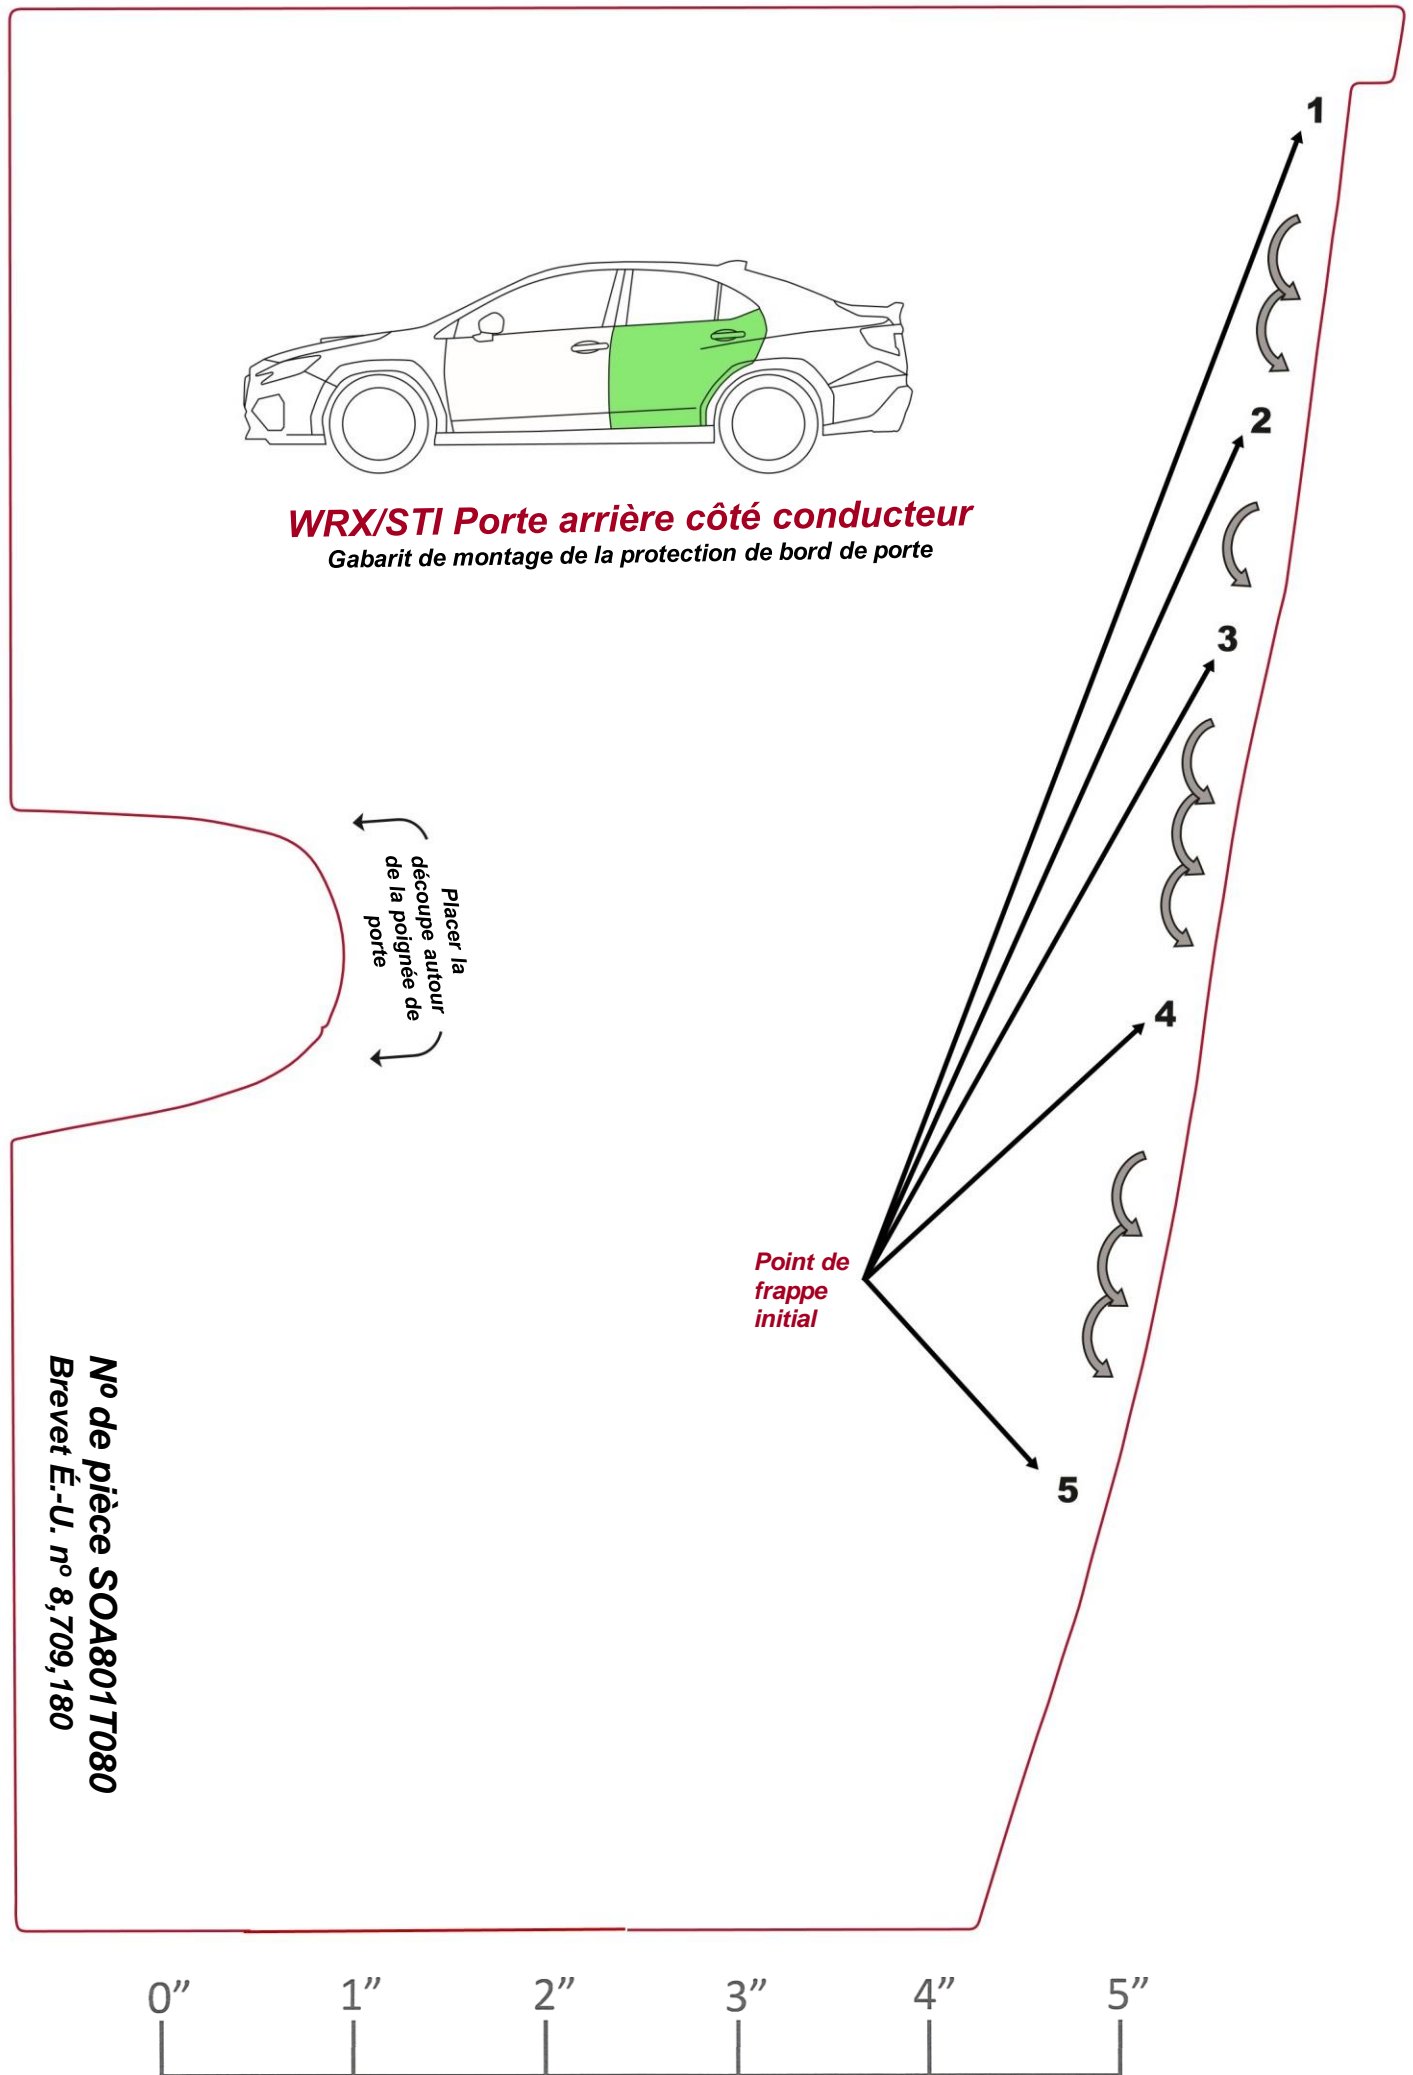 1
2
WRX/STI Porte arrière côté conducteur
Gabarit de montage de la protection de bord de porte
3
Placer la
découpe autour
de la poignée de
porte
4
Point de
frappe
initial
5
Nº de pièce SOA801T080
Brevet É.-U. nº 8,709,180
0” 1” 2” 3” 4” 5”